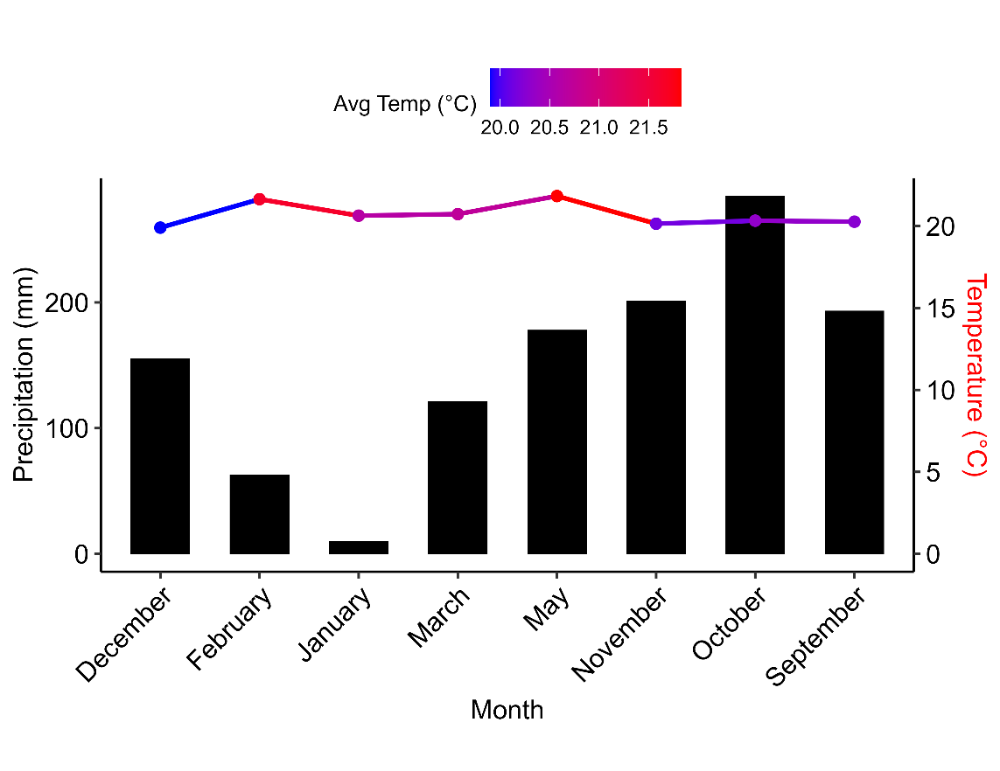 Avg Temp (°C)
20.0 20.5 21.0 21.5
Precipitation (mm)
200
100
0
20
15
10
5
0
Temperature (°C)
December February January March May November October September
Month